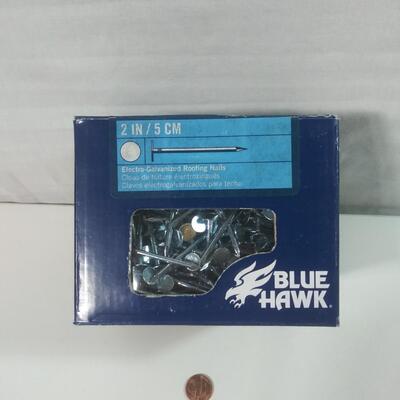 2 IN / 5 CM
Electro-Galvanized Roofing Nails
Clous de toiture électrozingués
Clavos electrogalvanizados para techo
BLUE
HAWK®